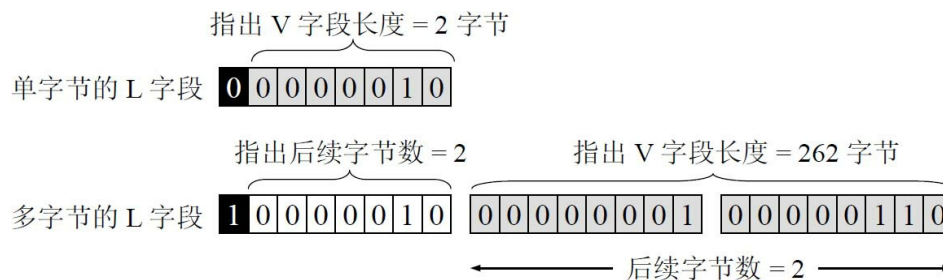 指出 V 字段长度 = 2 字节
单字节的 L 字段 0 0 0 0 0 0 1 0
指出后续字节数 = 2 指出 V 字段长度 = 262 字节
多字节的 L 字段 1 0 0 0 0 0 1 0 0 0 0 0 0 0 0 1 0 0 0 0 0 1 1 0
后续字节数 = 2